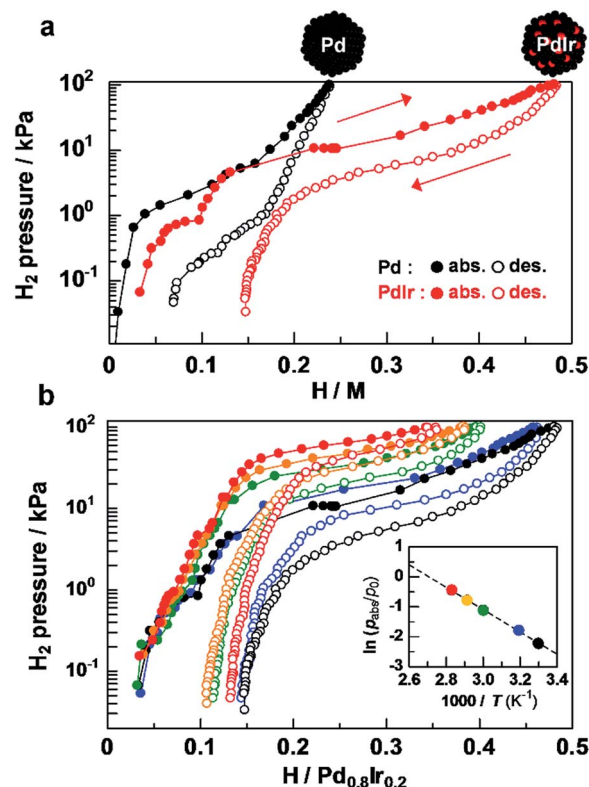 a
Pd
PdIr
10²
10¹
10⁰
10⁻¹
H₂ pressure / kPa
Pd : abs. des.
PdIr : abs. des.
0 0.1 0.2 0.3 0.4 0.5
H / M
b
10²
10¹
10⁰
10⁻¹
H₂ pressure / kPa
ln (p_abs/p₀)
1
0
-1
-2
-3
2.6 2.8 3.0 3.2 3.4
1000 / T (K⁻¹)
0 0.1 0.2 0.3 0.4 0.5
H / Pd₀.₈Ir₀.₂